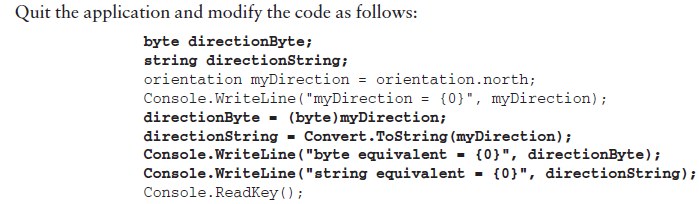 Quit the application and modify the code as follows:
byte directionByte;
string directionString;
orientation myDirection = orientation.north;
Console.WriteLine("myDirection = {0}", myDirection);
directionByte = (byte)myDirection;
directionString = Convert.ToString(myDirection);
Console.WriteLine("byte equivalent = {0}", directionByte);
Console.WriteLine("string equivalent = {0}", directionString);
Console.ReadKey();